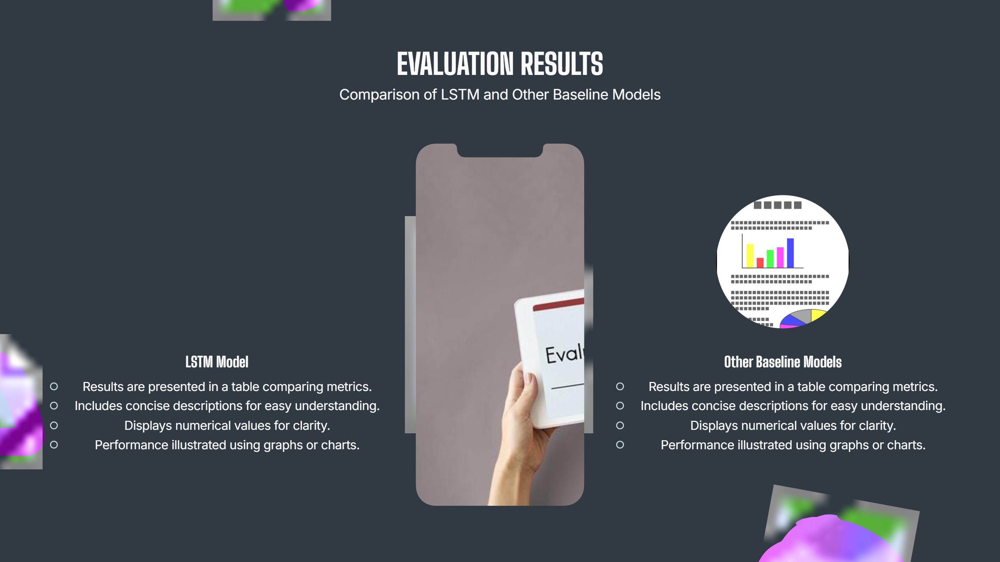 EVALUATION RESULTS
Comparison of LSTM and Other Baseline Models
LSTM Model
Results are presented in a table comparing metrics.
Includes concise descriptions for easy understanding.
Displays numerical values for clarity.
Performance illustrated using graphs or charts.
Other Baseline Models
Results are presented in a table comparing metrics.
Includes concise descriptions for easy understanding.
Displays numerical values for clarity.
Performance illustrated using graphs or charts.